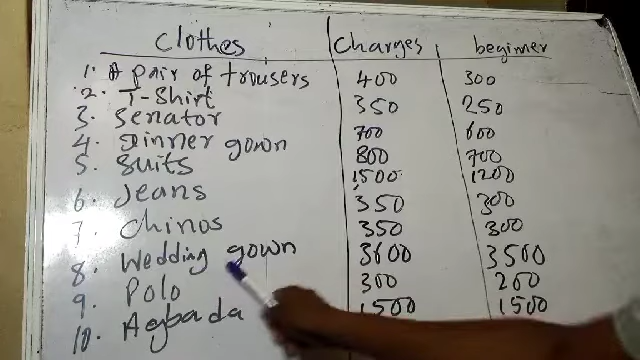 Clothes Charges beginner
1. A pair of trousers 400 300
2. T-Shirt 350 250
3. Senator 700 600
4. Dinner gown 800 700
5. Suits 1,500 1200
6. Jeans 350 300
7. Chinos 350 300
8. Wedding gown 3600 3500
9. Polo 300 200
10. Agbada 1500 1500